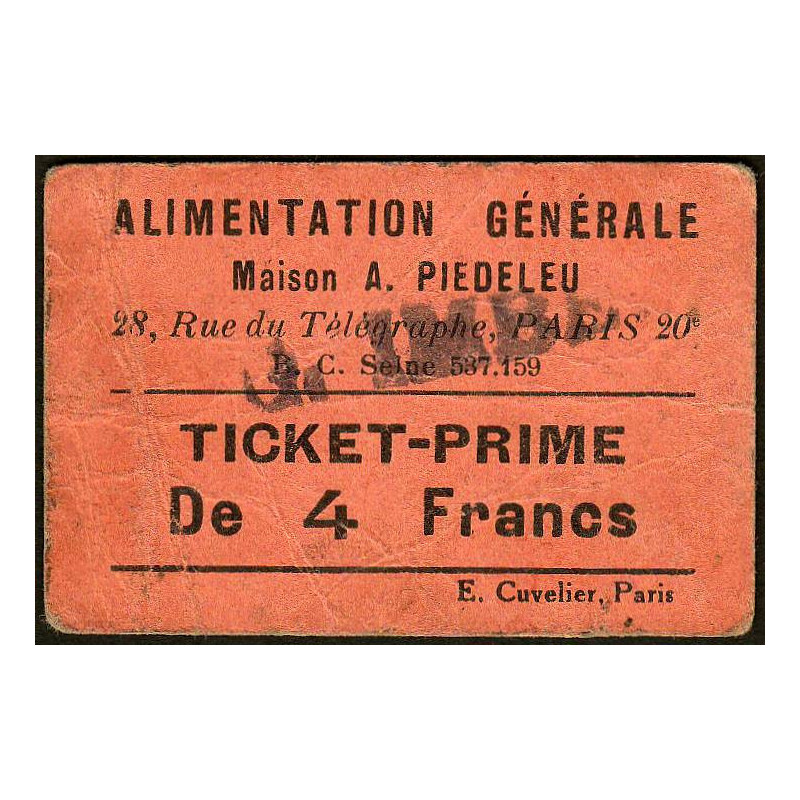 ALIMENTATION GÉNÉRALE
Maison A. PIEDELEU
28, Rue du Télégraphe, PARIS 20e
R. C. Seine 537.159
TICKET-PRIME
De 4 Francs
E. Cuvelier, Paris